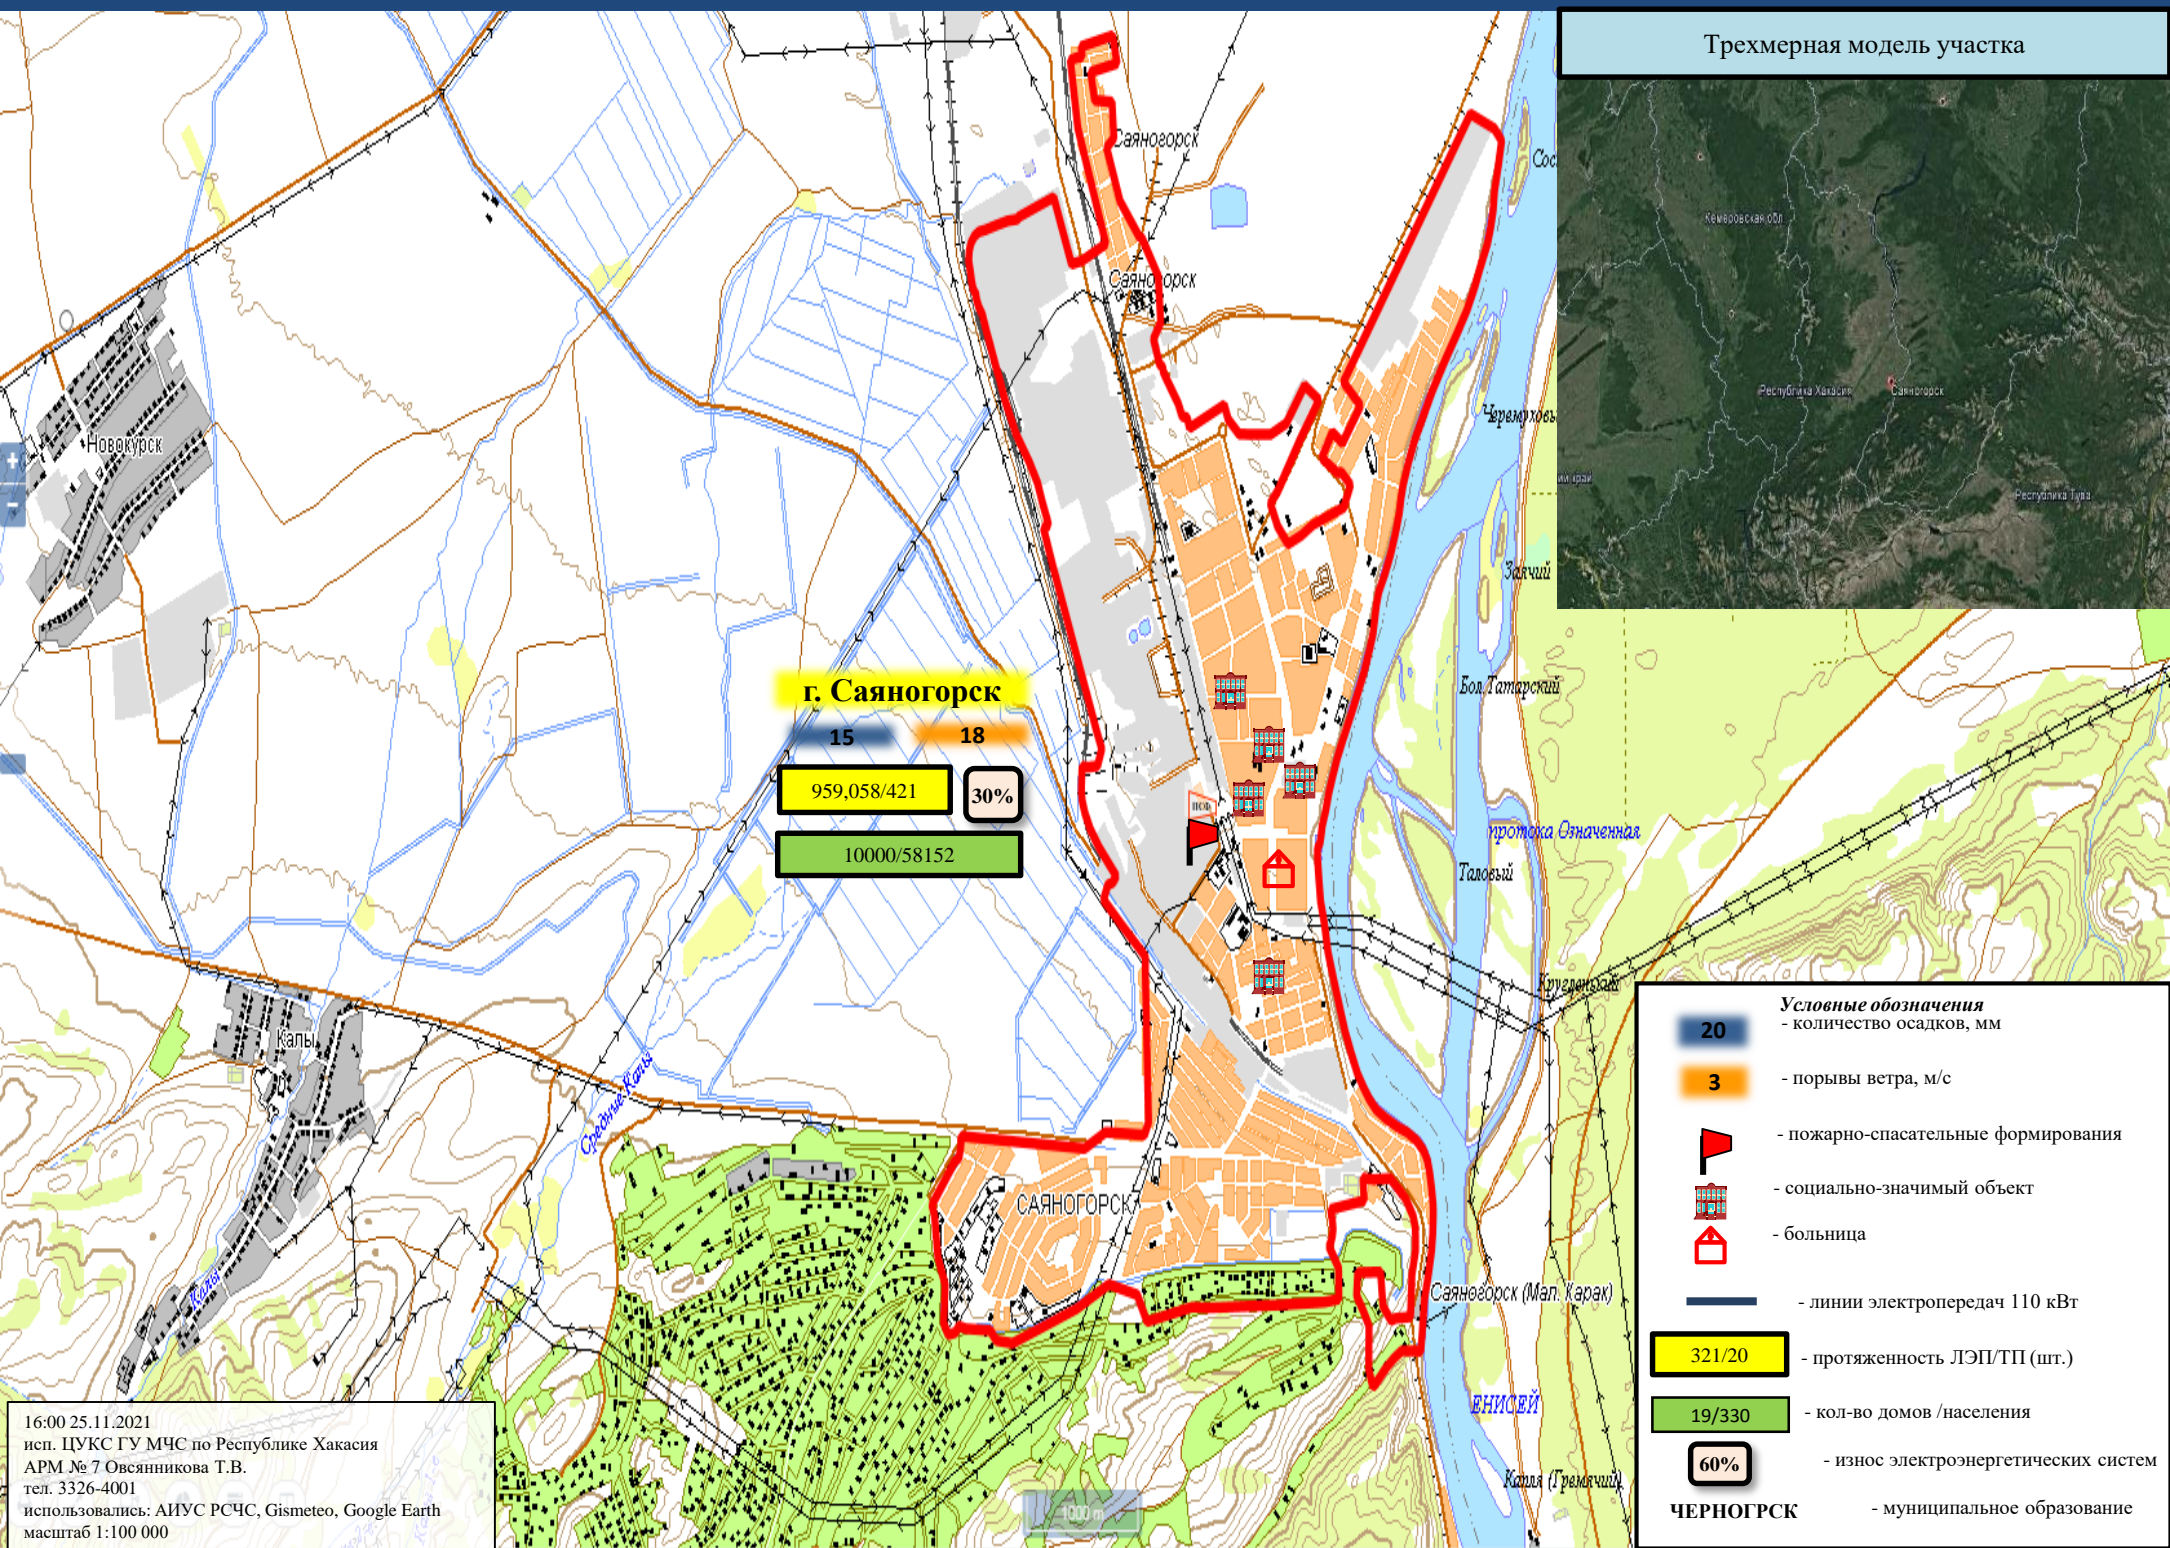 Трехмерная модель участка
Кемеровская обл
Республика Хакасия
Саяногорск
Республика Тува
Саяногорск
Саяногорск
Новокурск
Заячий
Бол.Татарский
г. Саяногорск
15
18
959,058/421
30%
10000/58152
протока Означенная
Таловый
Кругленький
Калы
Средние Калы
Калы
САЯНОГОРСК
Саяногорск (Мал. Карак)
ЕНИСЕЙ
Капля (Гремячий)
1000 m
Условные обозначения
20 - количество осадков, мм
3 - порывы ветра, м/с
- пожарно-спасательные формирования
- социально-значимый объект
- больница
- линии электропередач 110 кВт
321/20 - протяженность ЛЭП/ТП (шт.)
19/330 - кол-во домов /населения
60% - износ электроэнергетических систем
ЧЕРНОГРСК - муниципальное образование
16:00 25.11.2021
исп. ЦУКС ГУ МЧС по Республике Хакасия
АРМ № 7 Овсянникова Т.В.
тел. 3326-4001
использовались: АИУС РСЧС, Gismeteo, Google Earth
масштаб 1:100 000